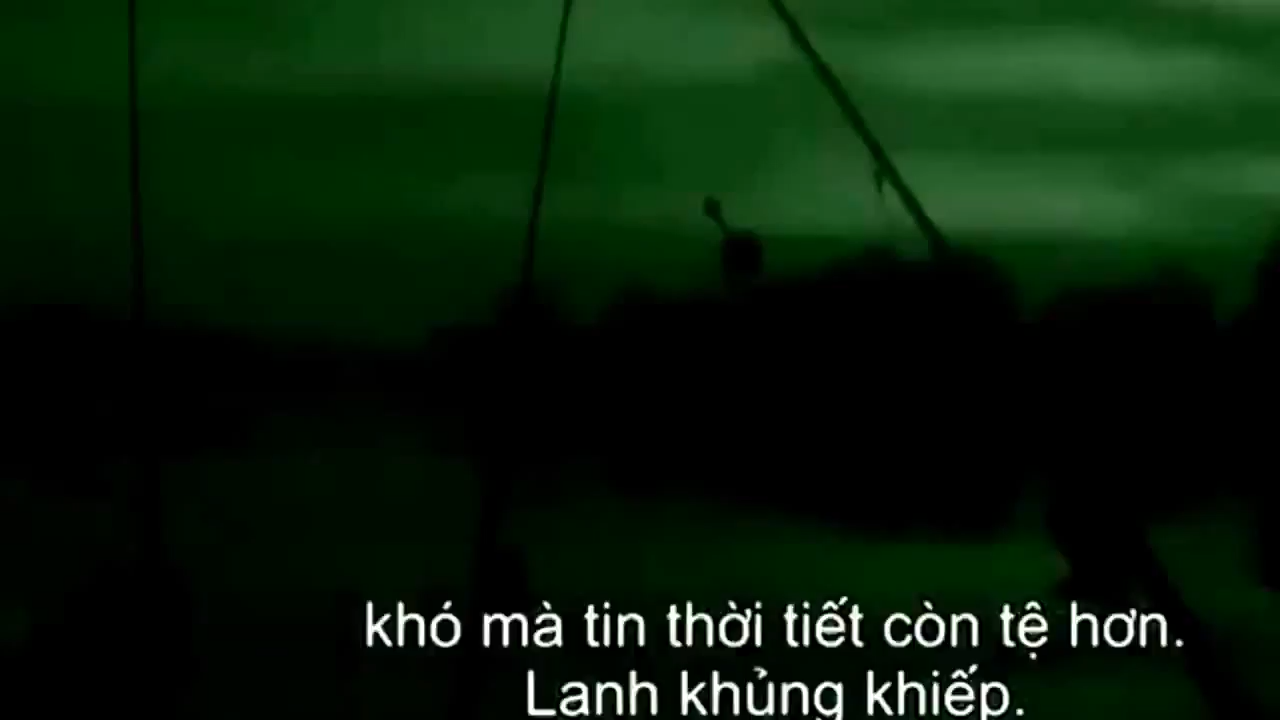 khó mà tin thời tiết còn tệ hơn.
Lanh khủng khiếp.